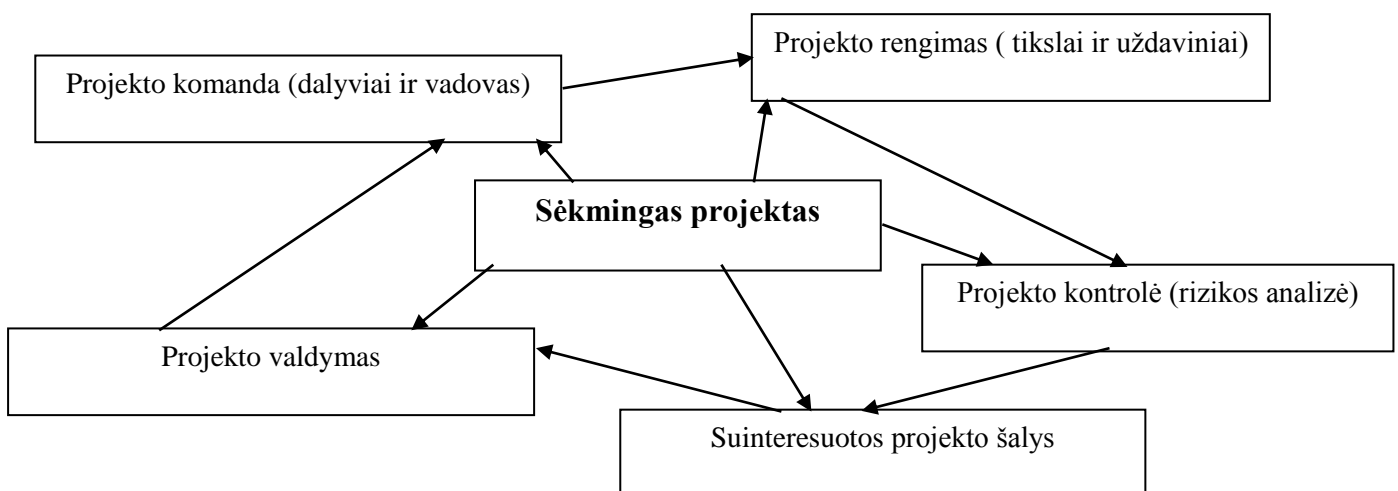 Projekto rengimas ( tikslai ir uždaviniai)
Projekto komanda (dalyviai ir vadovas)
Sėkmingas projektas
Projekto kontrolė (rizikos analizė)
Projekto valdymas
Suinteresuotos projekto šalys